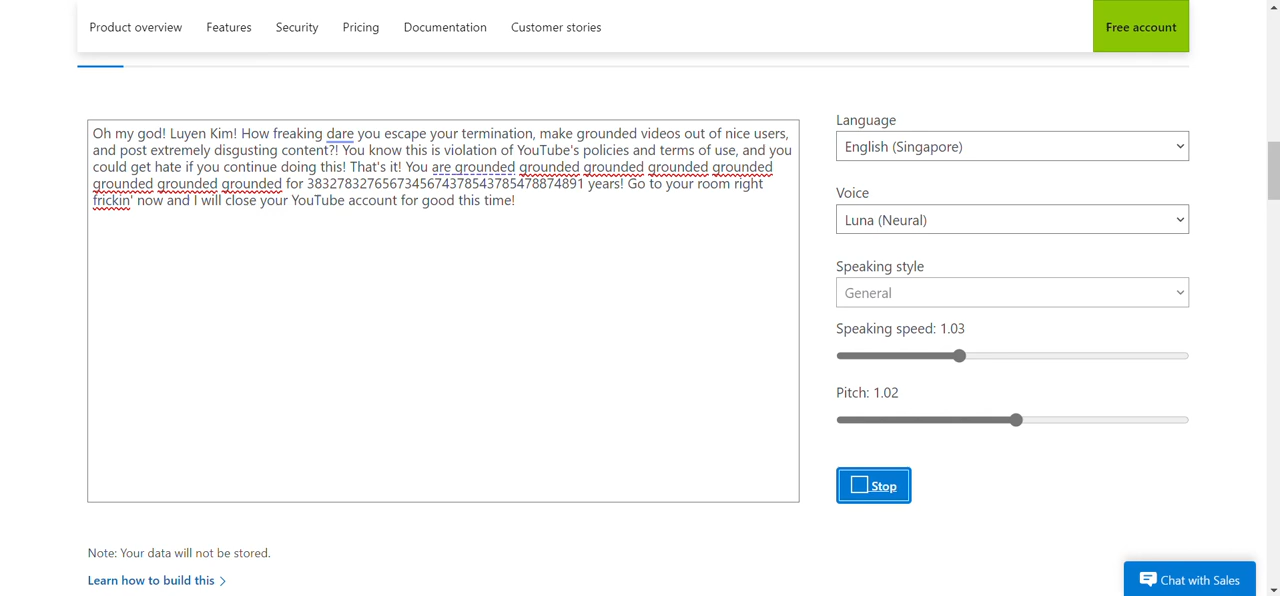 Product overview Features Security Pricing Documentation Customer stories Free account
Oh my god! Luyen Kim! How freaking dare you escape your termination, make grounded videos out of nice users,
and post extremely disgusting content?! You know this is violation of YouTube's policies and terms of use, and you
could get hate if you continue doing this! That's it! You are grounded grounded grounded grounded grounded
grounded grounded grounded for 38327832765673456743785437854788​74891 years! Go to your room right
frickin' now and I will close your YouTube account for good this time!
Language
English (Singapore)
Voice
Luna (Neural)
Speaking style
General
Speaking speed: 1.03
Pitch: 1.02
Stop
Note: Your data will not be stored.
Learn how to build this
Chat with Sales